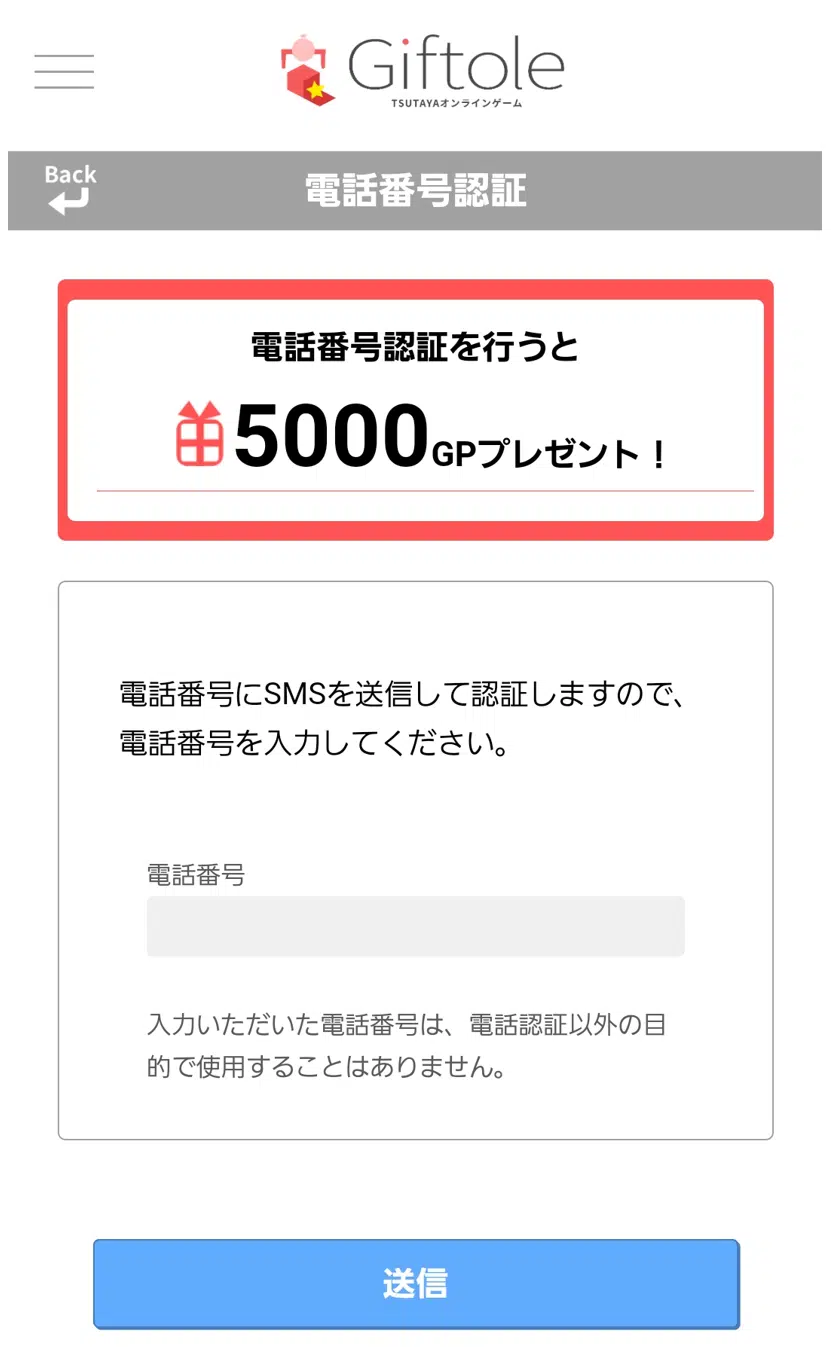 Giftole
TSUTAYAオンラインゲーム
Back
電話番号認証
電話番号認証を行うと
5000GPプレゼント！
電話番号にSMSを送信して認証しますので、
電話番号を入力してください。
電話番号
入力いただいた電話番号は、電話認証以外の目
的で使用することはありません。
送信